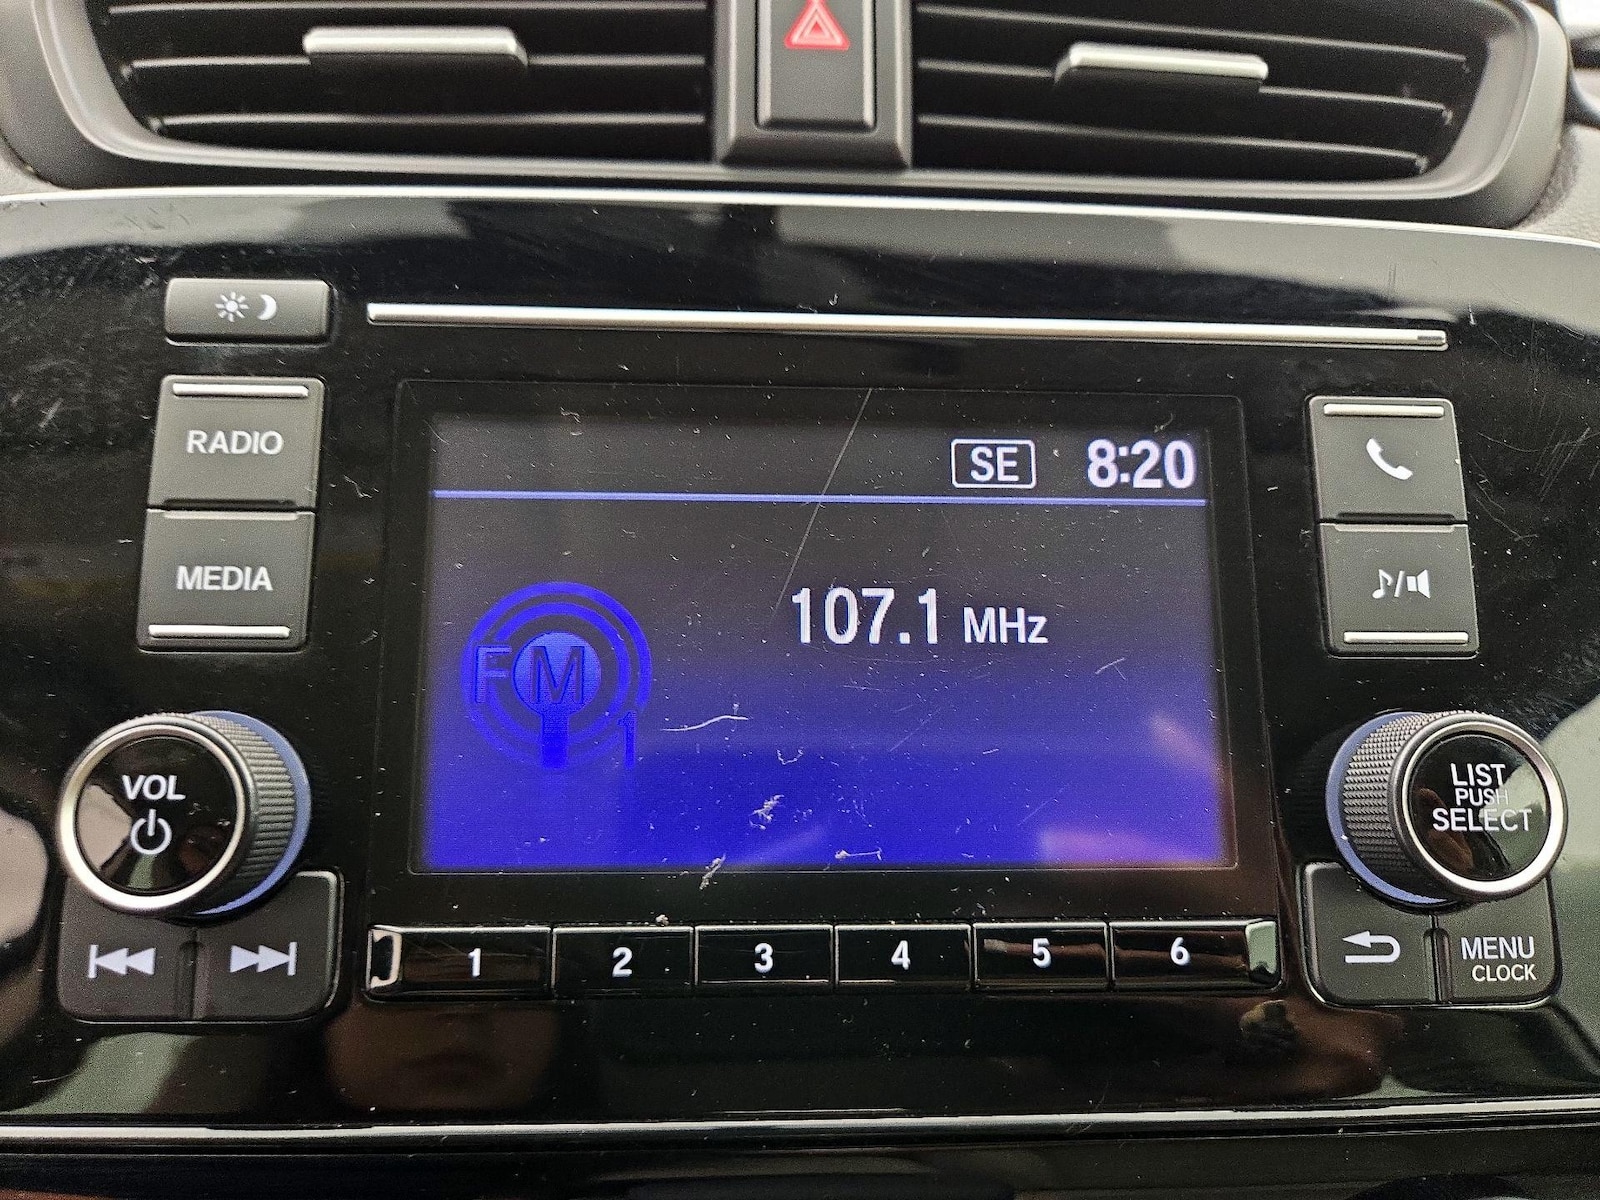 RADIO
MEDIA
SE 8:20
107.1 MHz
FM
1
VOL
LIST
PUSH
SELECT
1 2 3 4 5 6
MENU
CLOCK